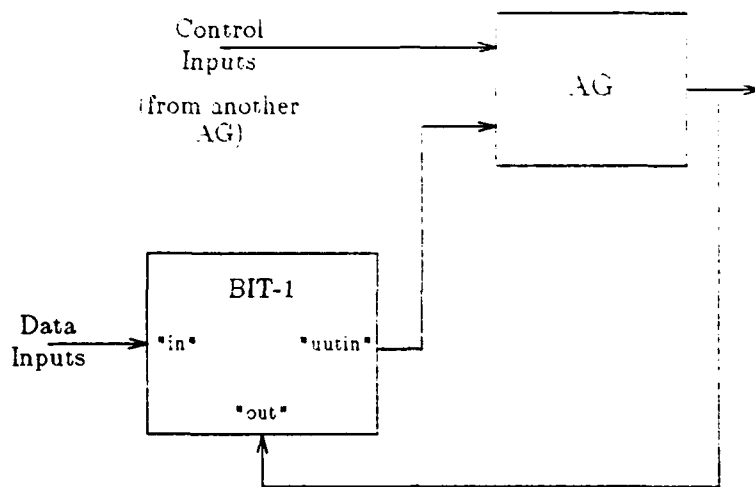 Control
Inputs
(from another
AG)
AG
BIT-1
Data
Inputs
"in"
"uutin"
"out"